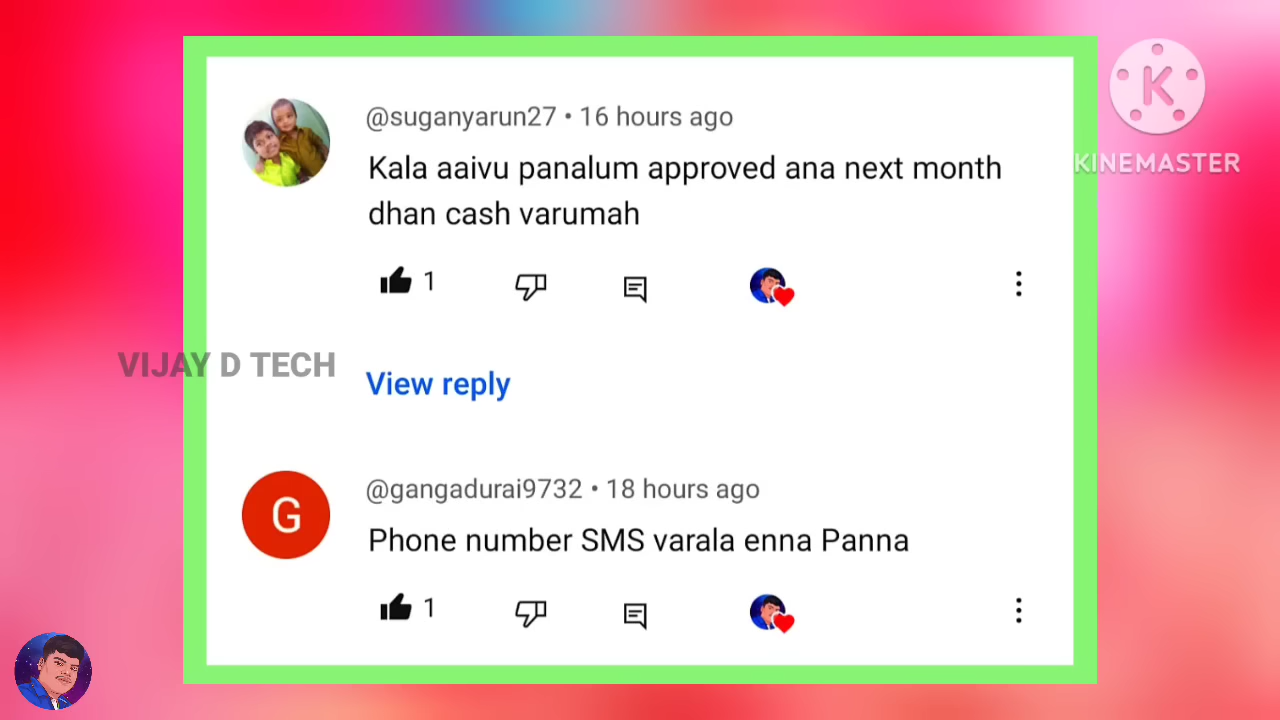 @suganyarun27 • 16 hours ago
Kala aaivu panalum approved ana next month
dhan cash varumah
1
View reply
@gangadurai9732 • 18 hours ago
G
Phone number SMS varala enna Panna
1
VIJAY D TECH
K
KINEMASTER